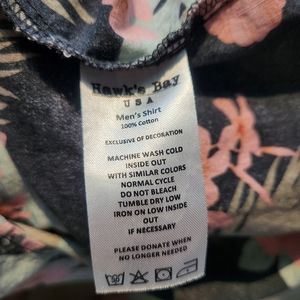 Hawk's Bay
USA
Men's Shirt
100% Cotton
EXCLUSIVE OF DECORATION
MACHINE WASH COLD
INSIDE OUT
WITH SIMILAR COLORS
NORMAL CYCLE
DO NOT BLEACH
TUMBLE DRY LOW
IRON ON LOW INSIDE
OUT
IF NECESSARY
PLEASE DONATE WHEN
NO LONGER NEEDED